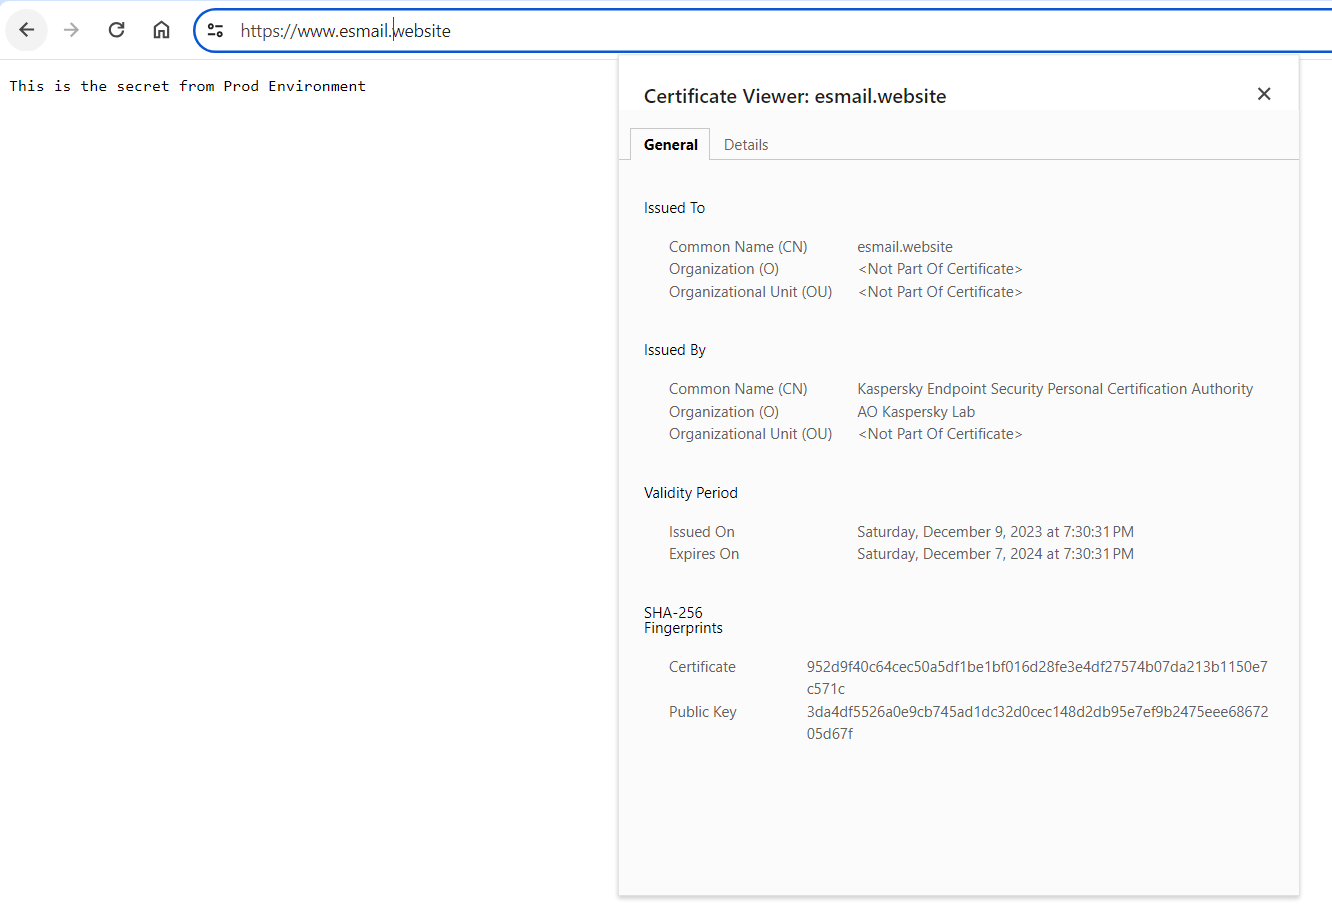 https://www.esmail.website
This is the secret from Prod Environment
Certificate Viewer: esmail.website
General Details
Issued To
Common Name (CN) esmail.website
Organization (O) <Not Part Of Certificate>
Organizational Unit (OU) <Not Part Of Certificate>
Issued By
Common Name (CN) Kaspersky Endpoint Security Personal Certification Authority
Organization (O) AO Kaspersky Lab
Organizational Unit (OU) <Not Part Of Certificate>
Validity Period
Issued On Saturday, December 9, 2023 at 7:30:31 PM
Expires On Saturday, December 7, 2024 at 7:30:31 PM
SHA-256
Fingerprints
Certificate 952d9f40c64cec50a5df1be1bf016d28fe3e4df27574b07da213b1150e7
c571c
Public Key 3da4df5526a0e9cb745ad1dc32d0cec148d2db95e7ef9b2475eee68672
05d67f